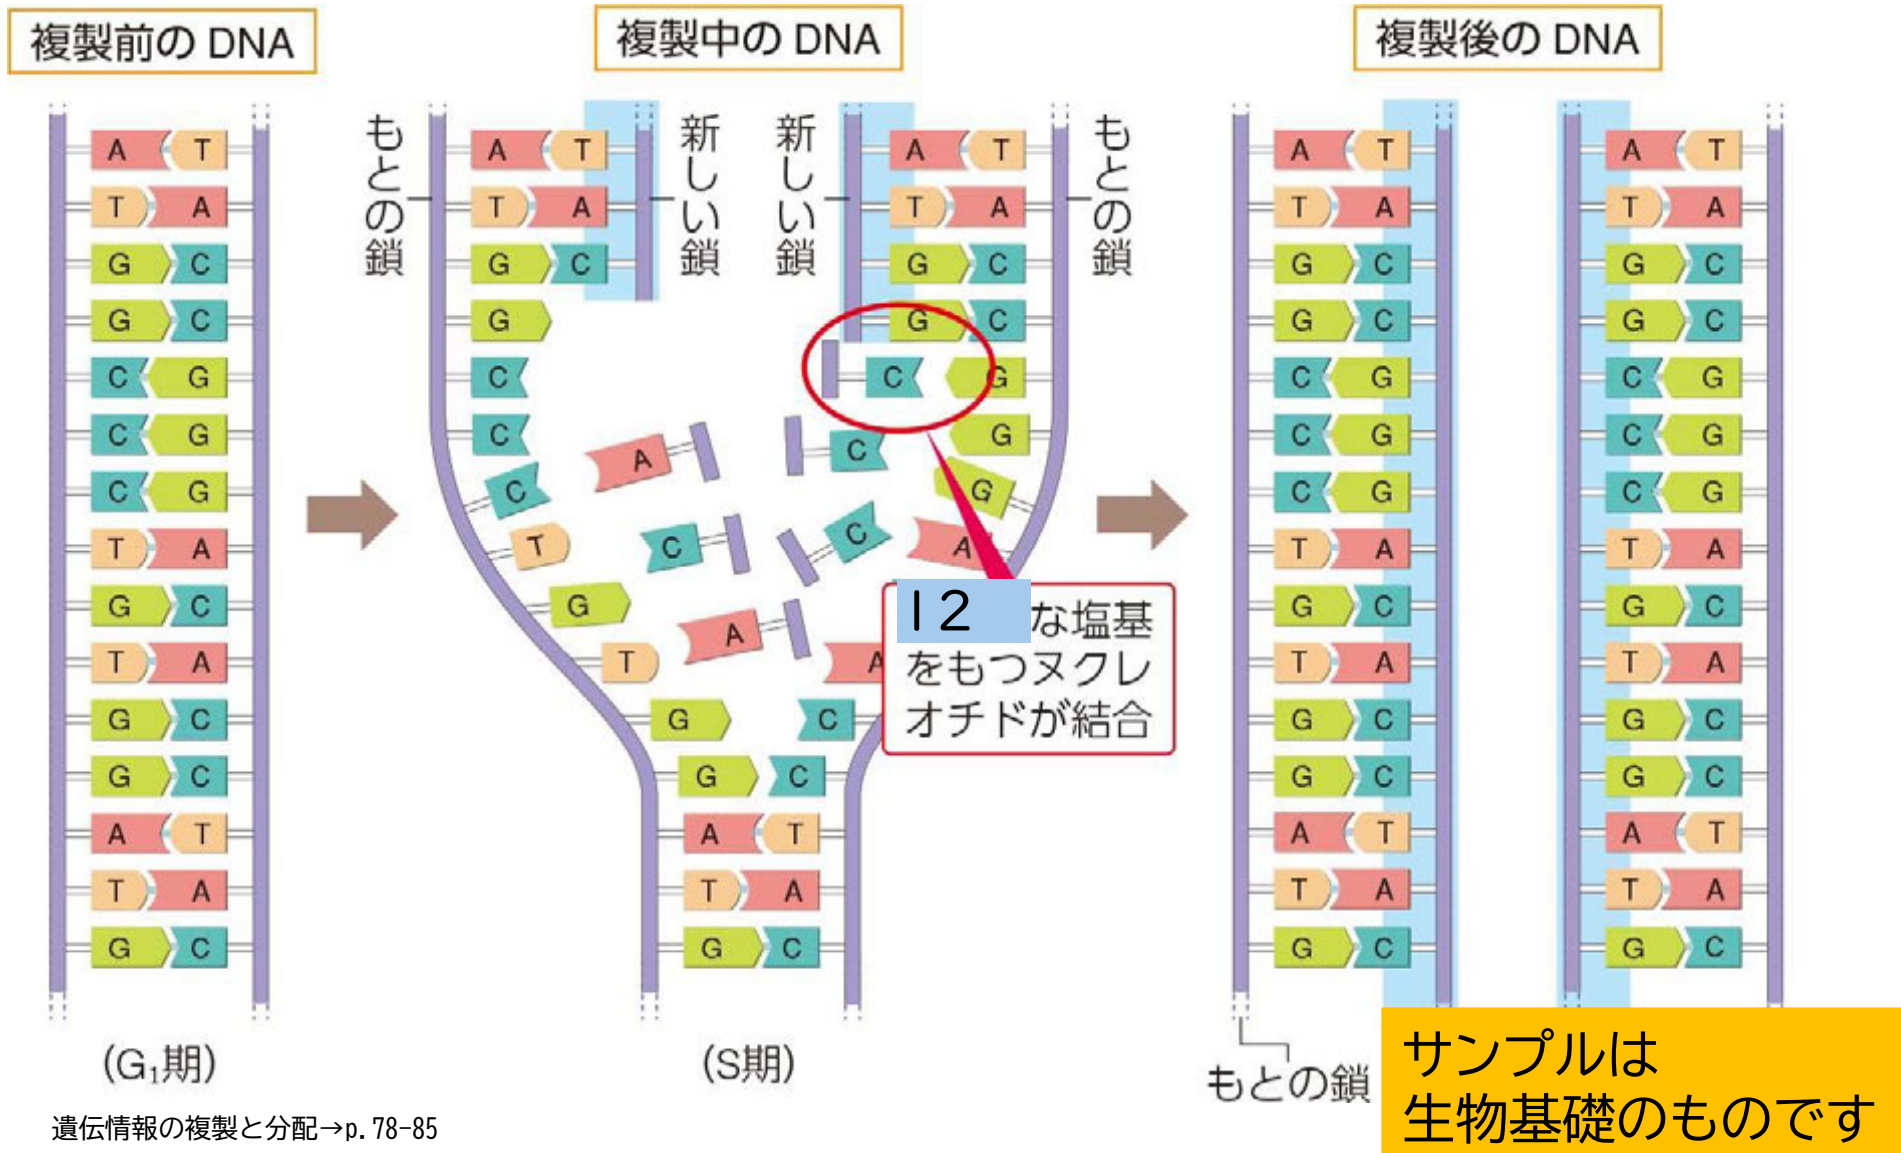 複製前の DNA
複製中の DNA
複製後の DNA
もとの鎖
新しい鎖
新しい鎖
もとの鎖
A T
T A
G C
G C
C G
C G
C G
T A
G C
T A
G C
G C
A T
T A
G C
A T
T A
G C
G
C
C
C
T
G
T
G
G C
A T
T A
G C
A T
T A
G C
G C
C G
C G
C G
A
A
C
A
C
C
A
12 な塩基
をもつヌクレ
オチドが結合
A T
T A
G C
G C
C G
C G
C G
T A
G C
T A
G C
G C
A T
T A
G C
A T
T A
G C
G C
C G
C G
C G
T A
G C
T A
G C
G C
A T
T A
G C
(G₁期)
(S期)
もとの鎖
サンプルは
生物基礎のものです
遺伝情報の複製と分配→p.78-85